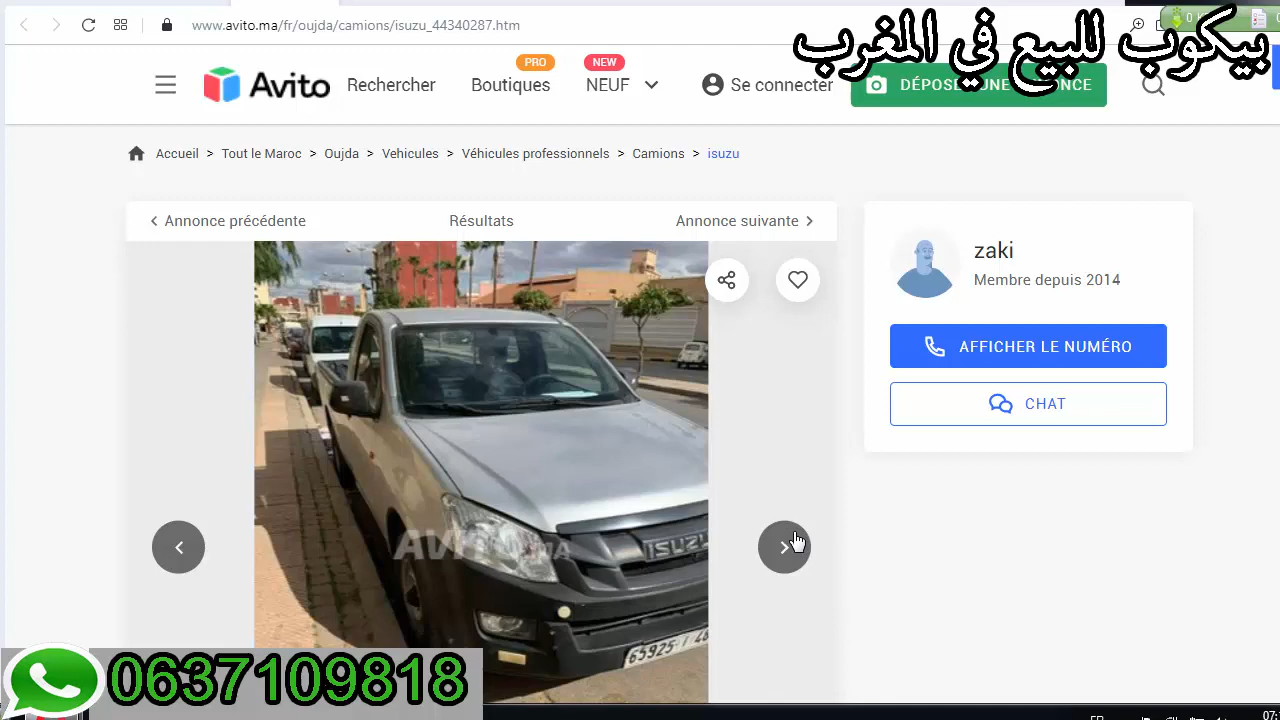 www.avito.ma/fr/oujda/camions/isuzu_44340287.htm
بيكوب للبيع في المغرب
Avito
Rechercher
PRO
Boutiques
NEW
NEUF
Se connecter
Accueil > Tout le Maroc > Oujda > Vehicules > Véhicules professionnels > Camions > isuzu
Annonce précédente
Résultats
Annonce suivante
zaki
Membre depuis 2014
AFFICHER LE NUMÉRO
CHAT
ISUZU
0637109818